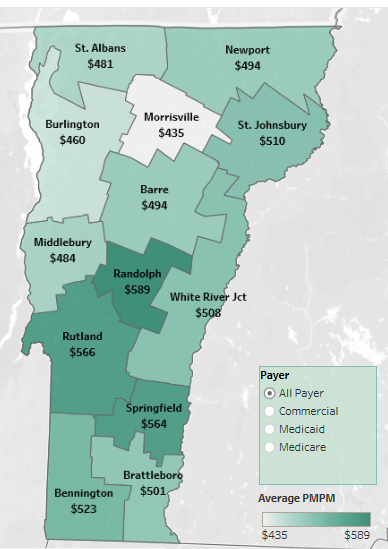 St. Albans
$481
Newport
$494
Burlington
$460
Morrisville
$435
St. Johnsbury
$510
Barre
$494
Middlebury
$484
Randolph
$589
White River Jct
$508
Rutland
$566
Springfield
$564
Brattleboro
$501
Bennington
$523
Payer
All Payer
Commercial
Medicaid
Medicare
Average PMPM
$435 $589